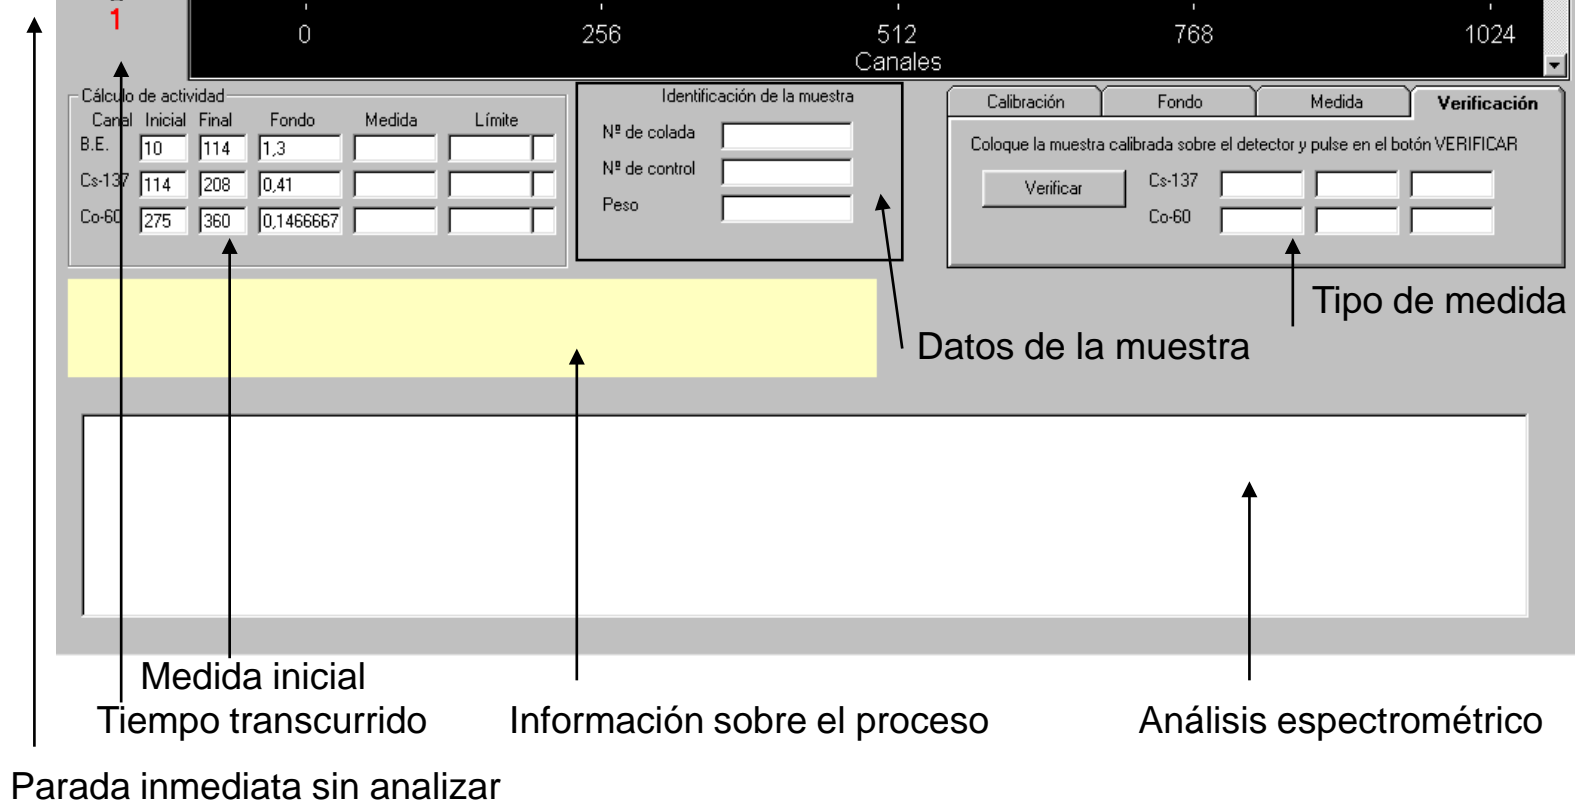 1
0 256 512 768 1024
Canales
Cálculo de actividad
Canal Inicial Final Fondo Medida Límite
B.E. 10 114 1,3
Cs-137 114 208 0,41
Co-60 275 360 0,1466667
Identificación de la muestra
Nº de colada
Nº de control
Peso
Calibración Fondo Medida Verificación
Coloque la muestra calibrada sobre el detector y pulse en el botón VERIFICAR
Verificar Cs-137
Co-60
Tipo de medida
Datos de la muestra
Medida inicial
Tiempo transcurrido Información sobre el proceso Análisis espectrométrico
Parada inmediata sin analizar